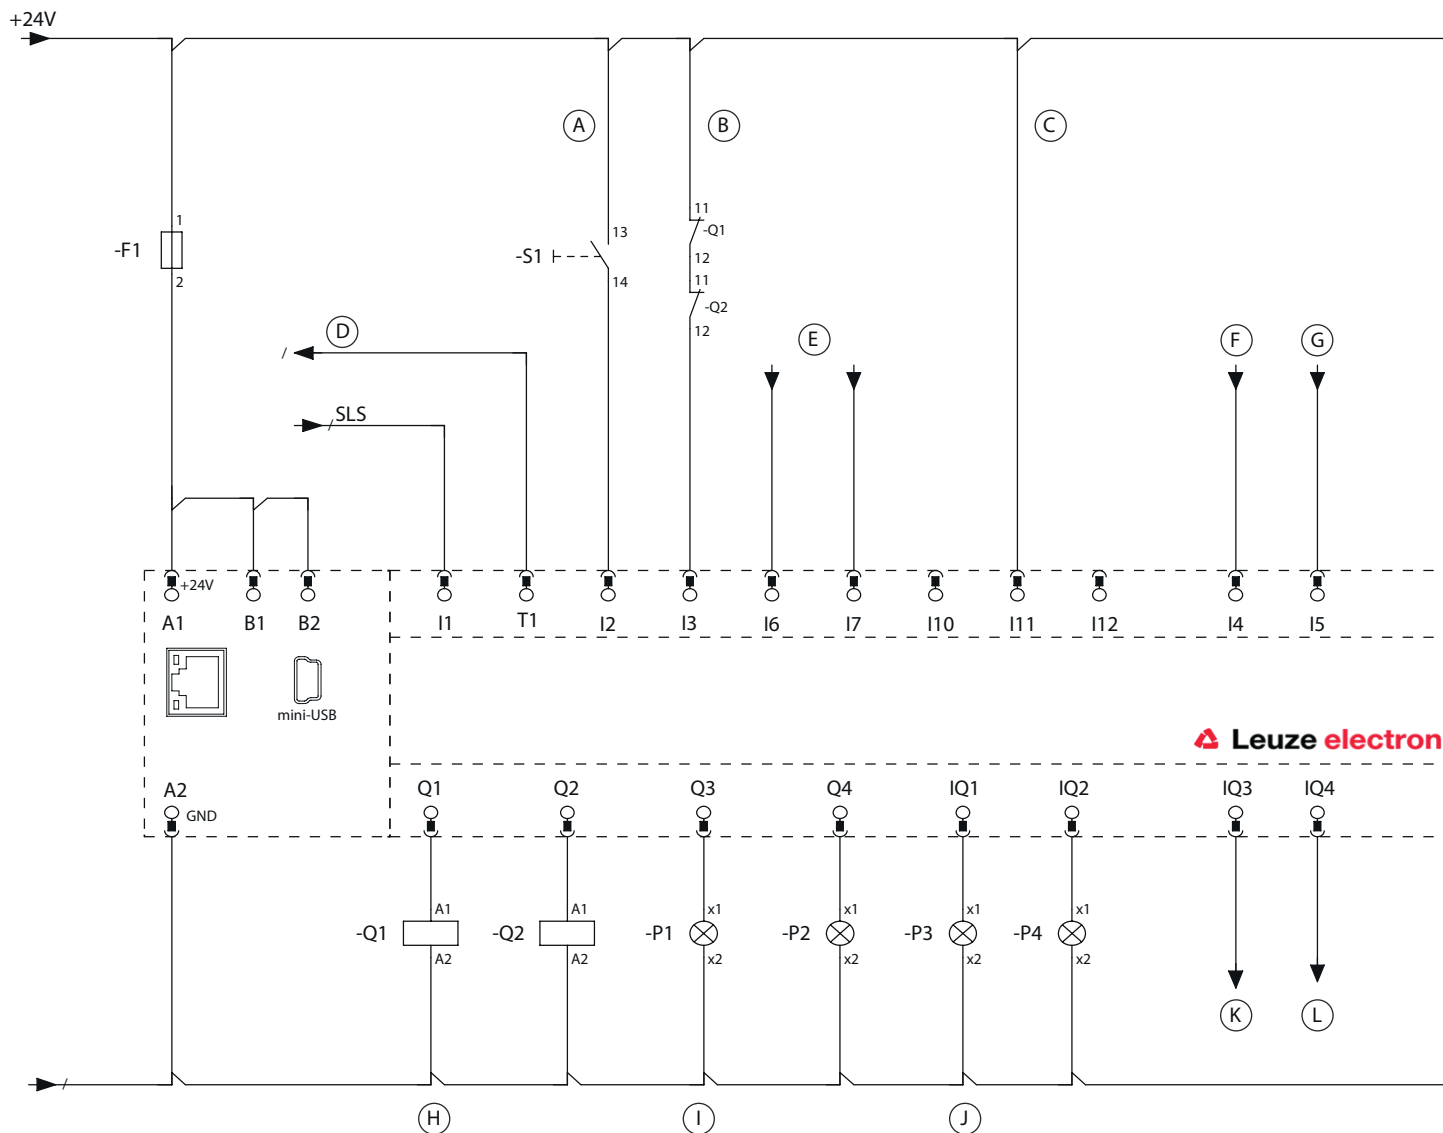 +24V
A B C
1
-F1
2
13
-S1
14
11
-Q1
12
11
-Q2
12
D
/
SLS
/
E F G
+24V
A1 B1 B2 I1 T1 I2 I3 I6 I7 I10 I11 I12 I4 I5
mini-USB
Leuze electron
A2 Q1 Q2 Q3 Q4 IQ1 IQ2 IQ3 IQ4
GND
A1 A1 x1 x1 x1 x1
-Q1 -Q2 -P1 -P2 -P3 -P4
A2 A2 x2 x2 x2 x2
K L
/
H I J